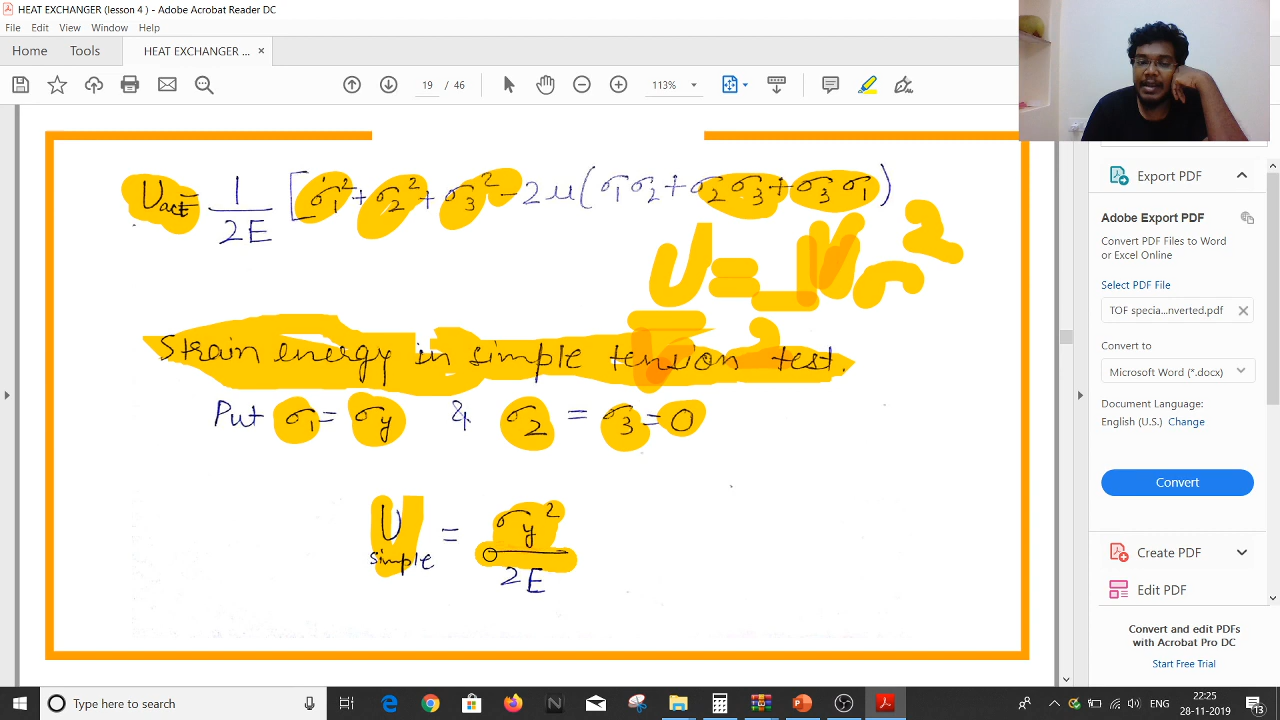 HEAT EXCHANGER (lesson 4 ) - Adobe Acrobat Reader DC
File Edit View Window Help
Home Tools HEAT EXCHANGER ... ×
19 / 46 113%
Uact = 1/2E [σ1² + σ2² + σ3² - 2μ(σ1σ2 + σ2σ3 + σ3σ1)
Strain energy in simple tension test.
Put σ1 = σy & σ2 = σ3 = 0
U simple = σy²/2E
Export PDF
Adobe Export PDF
Convert PDF Files to Word
or Excel Online
Select PDF File
TOF specia...nverted.pdf
Convert to
Microsoft Word (*.docx)
Document Language:
English (U.S.) Change
Convert
Create PDF
Edit PDF
Convert and edit PDFs
with Acrobat Pro DC
Start Free Trial
Type here to search
ENG
22:25
28-11-2019
13